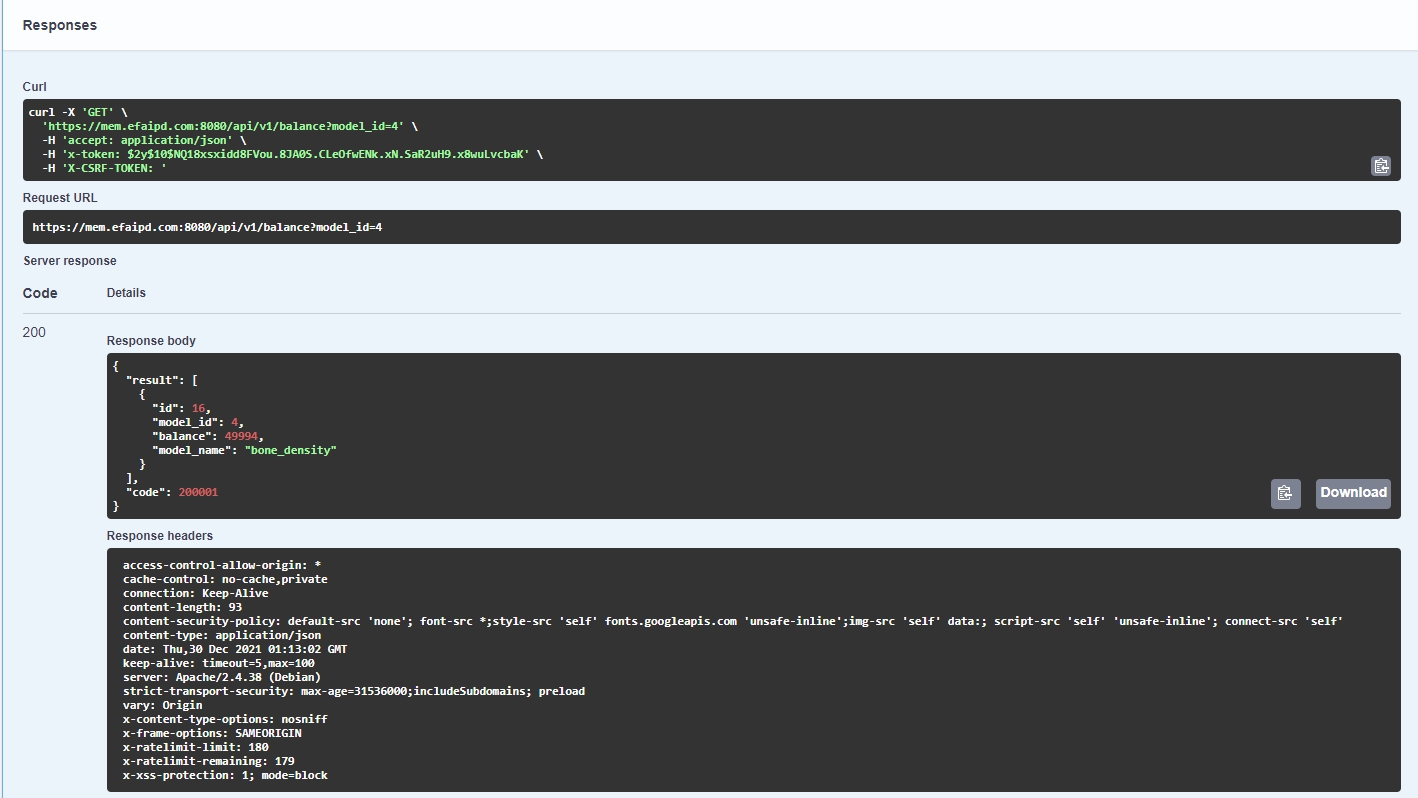 Responses
Curl
curl -X 'GET' \
'https://mem.efaipd.com:8080/api/v1/balance?model_id=4' \
-H 'accept: application/json' \
-H 'x-token: $2y$10$NQ18xsxidd8FVou.8JA0S.CLeOfwENk.xN.SaR2uH9.x8wuLvcbaK' \
-H 'X-CSRF-TOKEN: '
Request URL
https://mem.efaipd.com:8080/api/v1/balance?model_id=4
Server response
Code Details
200
Response body
{
"result": [
{
"id": 16,
"model_id": 4,
"balance": 49994,
"model_name": "bone_density"
}
],
"code": 200001
}
Download
Response headers
access-control-allow-origin: *
cache-control: no-cache,private
connection: Keep-Alive
content-length: 93
content-security-policy: default-src 'none'; font-src *;style-src 'self' fonts.googleapis.com 'unsafe-inline';img-src 'self' data:; script-src 'self' 'unsafe-inline'; connect-src 'self'
content-type: application/json
date: Thu,30 Dec 2021 01:13:02 GMT
keep-alive: timeout=5,max=100
server: Apache/2.4.38 (Debian)
strict-transport-security: max-age=31536000;includeSubdomains; preload
vary: Origin
x-content-type-options: nosniff
x-frame-options: SAMEORIGIN
x-ratelimit-limit: 180
x-ratelimit-remaining: 179
x-xss-protection: 1; mode=block